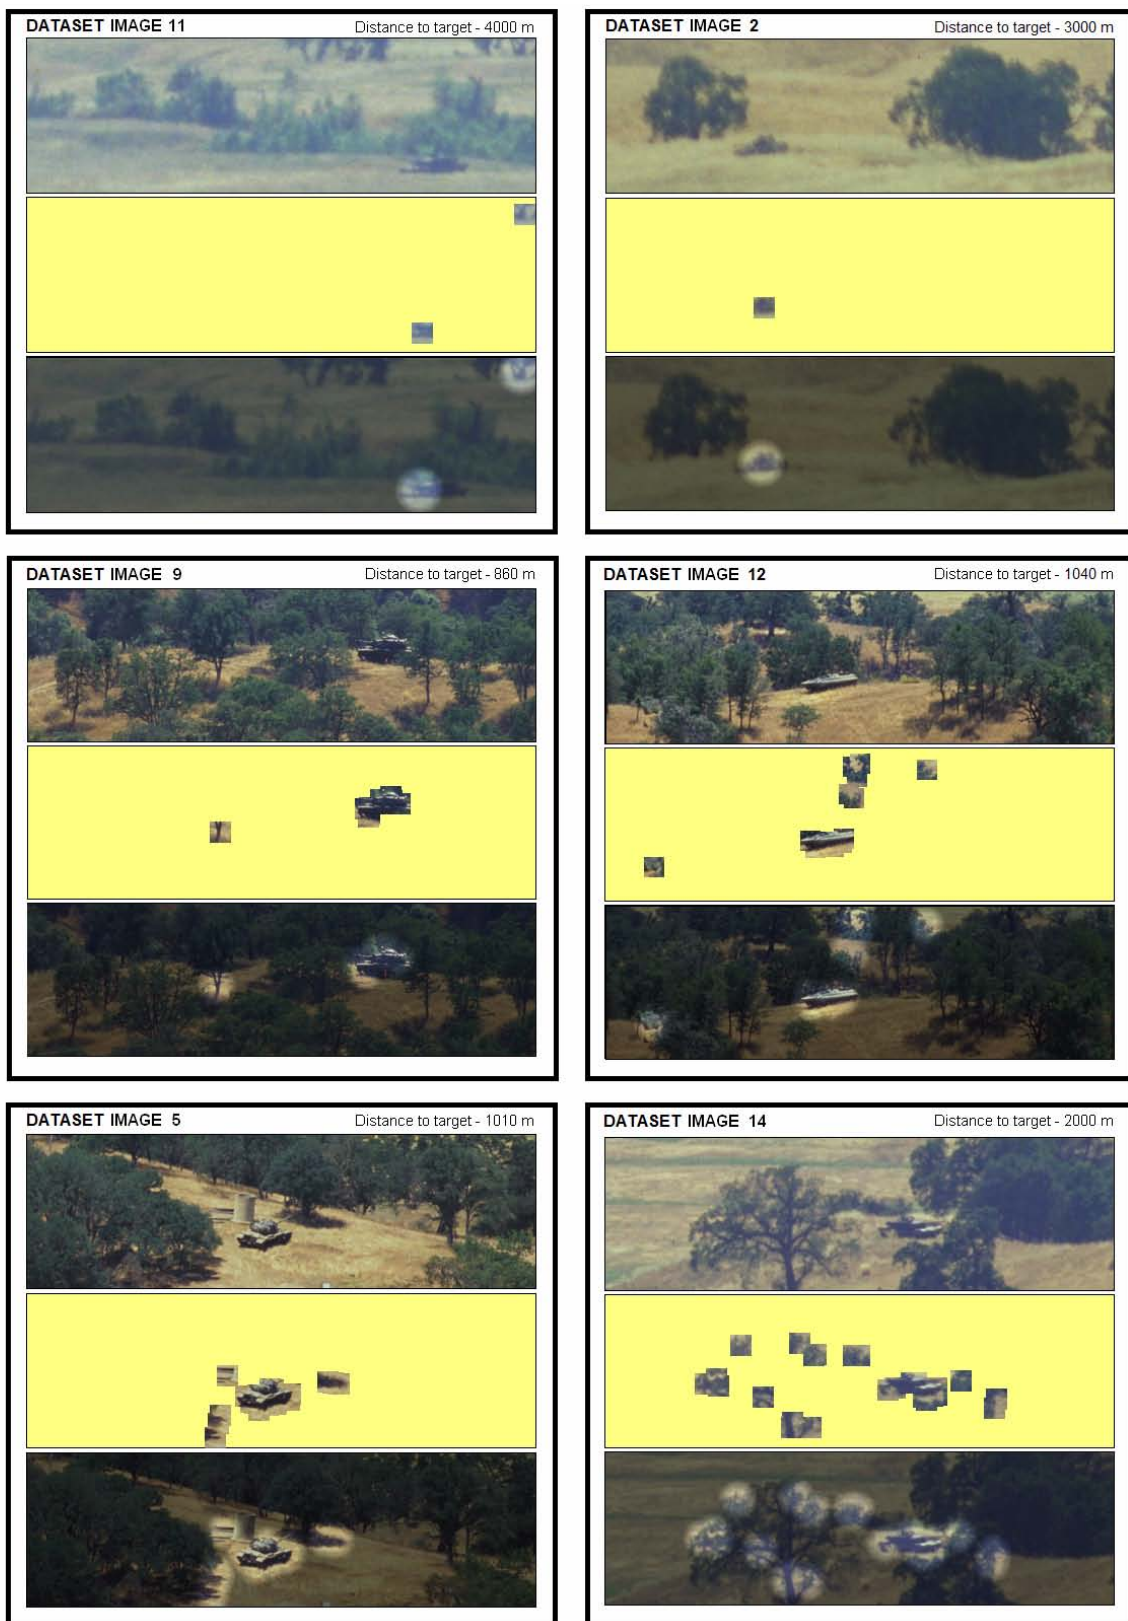 DATASET IMAGE 11 Distance to target - 4000 m
DATASET IMAGE 2 Distance to target - 3000 m
DATASET IMAGE 9 Distance to target - 860 m
DATASET IMAGE 12 Distance to target - 1040 m
DATASET IMAGE 5 Distance to target - 1010 m
DATASET IMAGE 14 Distance to target - 2000 m